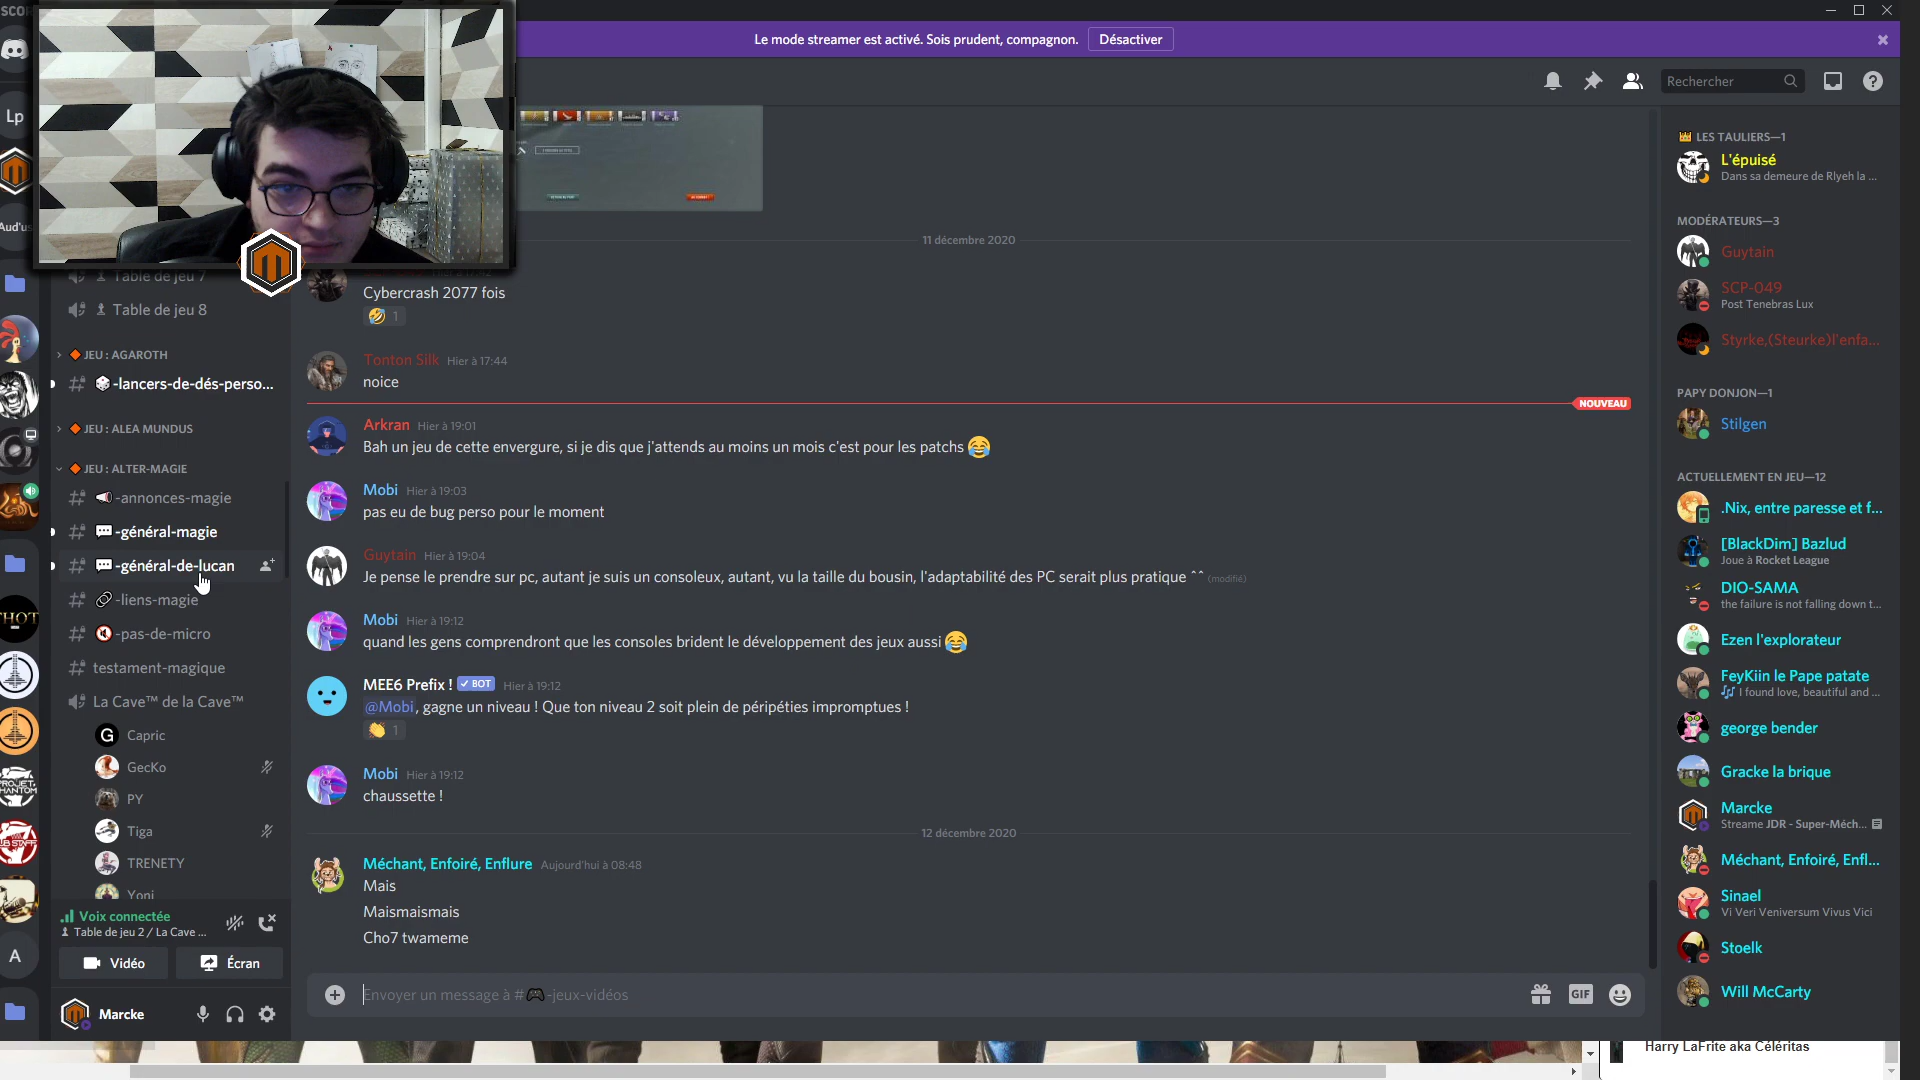 Le mode streamer est activé. Sois prudent, compagnon.
Désactiver
Rechercher
Lp
Aud'us
Table de jeu 7
Table de jeu 8
JEU : AGAROTH
-lancers-de-dés-perso...
JEU : ALEA MUNDUS
JEU : ALTER-MAGIE
-annonces-magie
-général-magie
-général-de-lucan
-liens-magie
-pas-de-micro
testament-magique
La Cave™ de la Cave™
Capric
GecKo
PY
Tiga
TRENETY
Yoni
Voix connectée
Table de jeu 2 / La Cave ...
Vidéo
Écran
Marcke
A
11 décembre 2020
Cybercrash 2077 fois
1
Tonton Silk Hier à 17:44
noice
NOUVEAU
Arkran Hier à 19:01
Bah un jeu de cette envergure, si je dis que j'attends au moins un mois c'est pour les patchs 😂
Mobi Hier à 19:03
pas eu de bug perso pour le moment
Guytain Hier à 19:04
Je pense le prendre sur pc, autant je suis un consoleux, autant, vu la taille du bousin, l'adaptabilité des PC serait plus pratique ^^ (modifié)
Mobi Hier à 19:12
quand les gens comprendront que les consoles brident le développement des jeux aussi 😂
MEE6 Prefix ! ✓ BOT Hier à 19:12
@Mobi, gagne un niveau ! Que ton niveau 2 soit plein de péripéties impromptues !
1
Mobi Hier à 19:12
chaussette !
12 décembre 2020
Méchant, Enfoiré, Enflure Aujourd'hui à 08:48
Mais
Maismaismais
Cho7 twameme
Envoyer un message à #🎮-jeux-vidéos
GIF
LES TAULIERS—1
L'épuisé
Dans sa demeure de Rlyeh la ...
MODÉRATEURS—3
Guytain
SCP-049
Post Tenebras Lux
Styrke,(Steurke)l'enfa...
PAPY DONJON—1
Stilgen
ACTUELLEMENT EN JEU—12
.Nix, entre paresse et f...
[BlackDim] Bazlud
Joue à Rocket League
DIO-SAMA
the failure is not falling down t...
Ezen l'explorateur
FeyKiin le Pape patate
I found love, beautiful and ...
george bender
Gracke la brique
Marcke
Streame JDR - Super-Méch...
Méchant, Enfoiré, Enfl...
Sinael
Vi Veri Veniversum Vivus Vici
Stoelk
Will McCarty
Harry LaFrite aka Céléritas